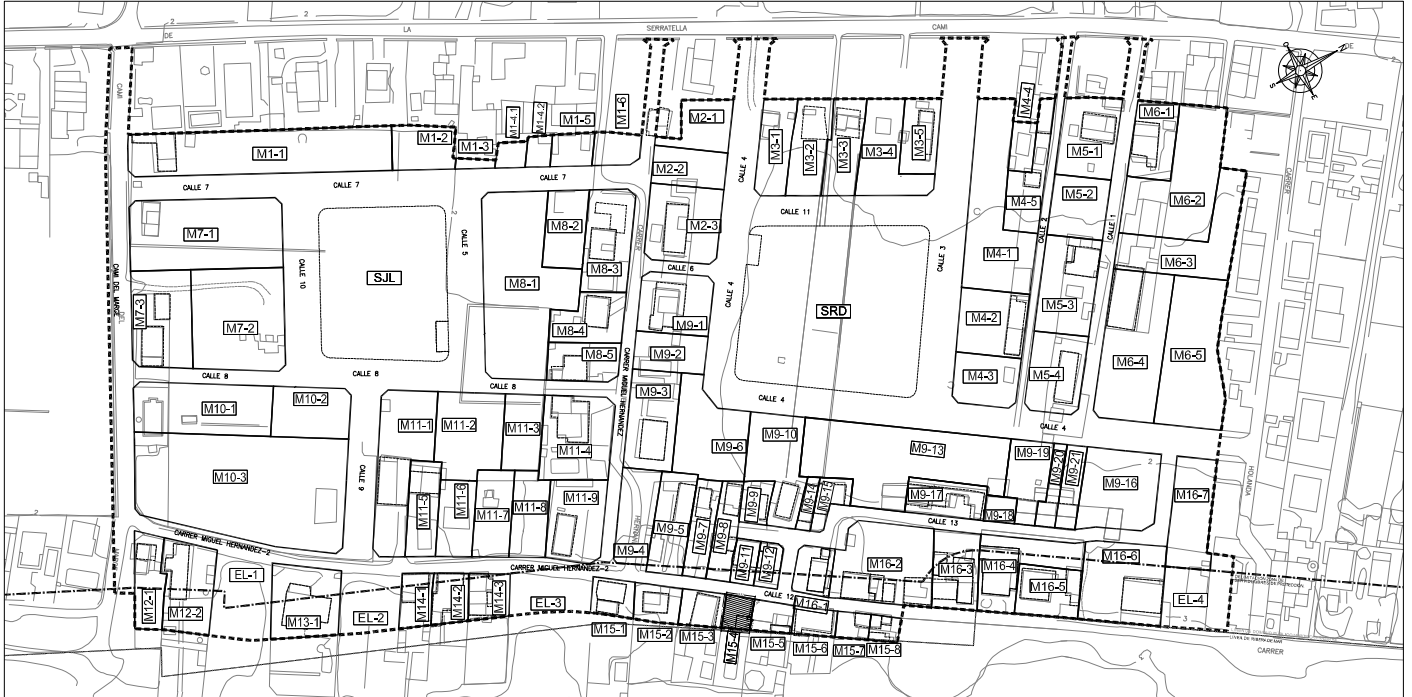 2
2
DE
LA
SERRATELLA
CAMI
DE
CAMI
M1-1
M1-2
M1-3
M1-4.1
M1-4.2
M1-5
M1-6
M2-1
M2-2
M2-3
M3-1
M3-2
M3-3
M3-4
M3-5
M4-4
M4-5
M5-1
M5-2
M6-1
M6-2
M6-3
CARRER
CALLE 7
CALLE 7
CALLE 7
CALLE 4
CALLE 11
CALLE 2
CALLE 1
CALLE 3
M7-1
M7-2
M7-3
CAMI DEL MARGE
DEL
CALLE 10
SJL
2
CALLE 5
M8-1
M8-2
M8-3
M8-4
M8-5
CARRER
CALLE 6
CALLE 4
SRD
M4-1
M4-2
M4-3
M5-3
M5-4
M6-4
M6-5
M9-1
M9-2
M9-3
CARRER MIGUEL HERNANDEZ
CALLE 8
CALLE 8
CALLE 8
CALLE 4
CALLE 4
M10-1
M10-2
M10-3
CALLE 9
M11-1
M11-2
M11-3
M11-4
M11-5
M11-6
M11-7
M11-8
M11-9
M9-6
M9-10
M9-13
M9-19
M9-20
M9-21
M9-16
2
M16-7
HOLANDA
M9-4
M9-5
M9-7
M9-8
M9-9
M9-14
M9-15
M9-17
M9-18
M9-11
M9-12
CALLE 13
HERNAN
2
CARRER MIGUEL HERNANDEZ-2
CARRER MIGUEL HERNANDEZ-2
CALLE 12
M16-2
M16-3
M16-4
M16-5
M16-6
M16-1
EL-1
EL-2
EL-3
EL-4
M12-1
M12-2
M13-1
M14-1
M14-2
M14-3
M15-1
M15-2
M15-3
M15-4
M15-5
M15-6
M15-7
M15-8
3
CARRER